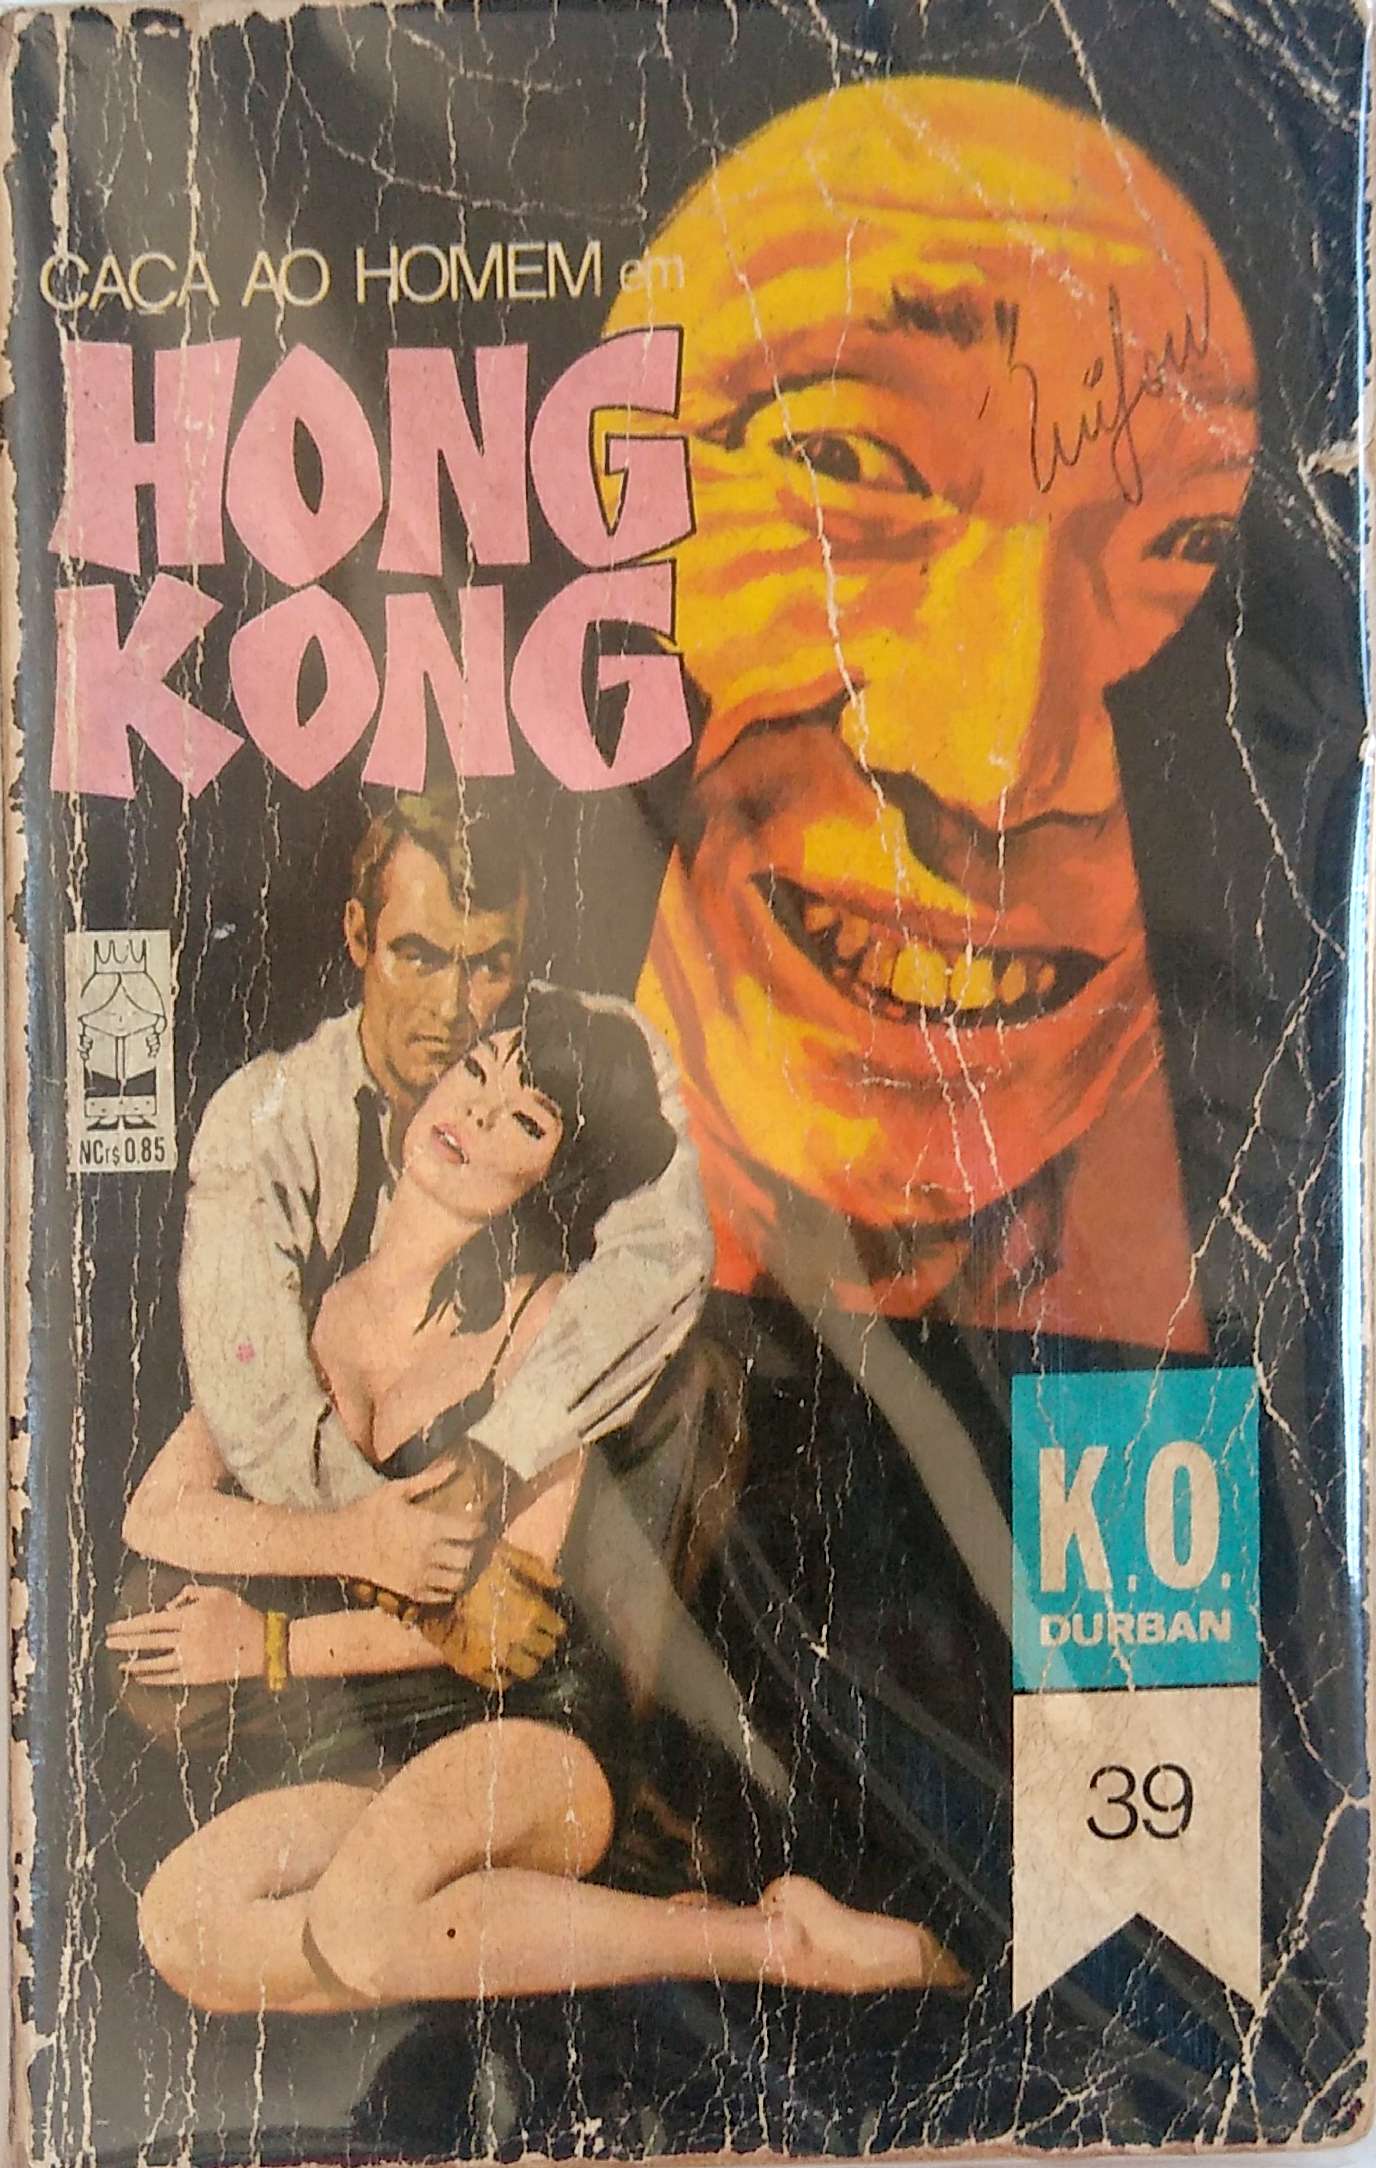 CAÇA AO HOMEM em
HONG
KONG
NCr$ 0,85
K.O.
DURBAN
39